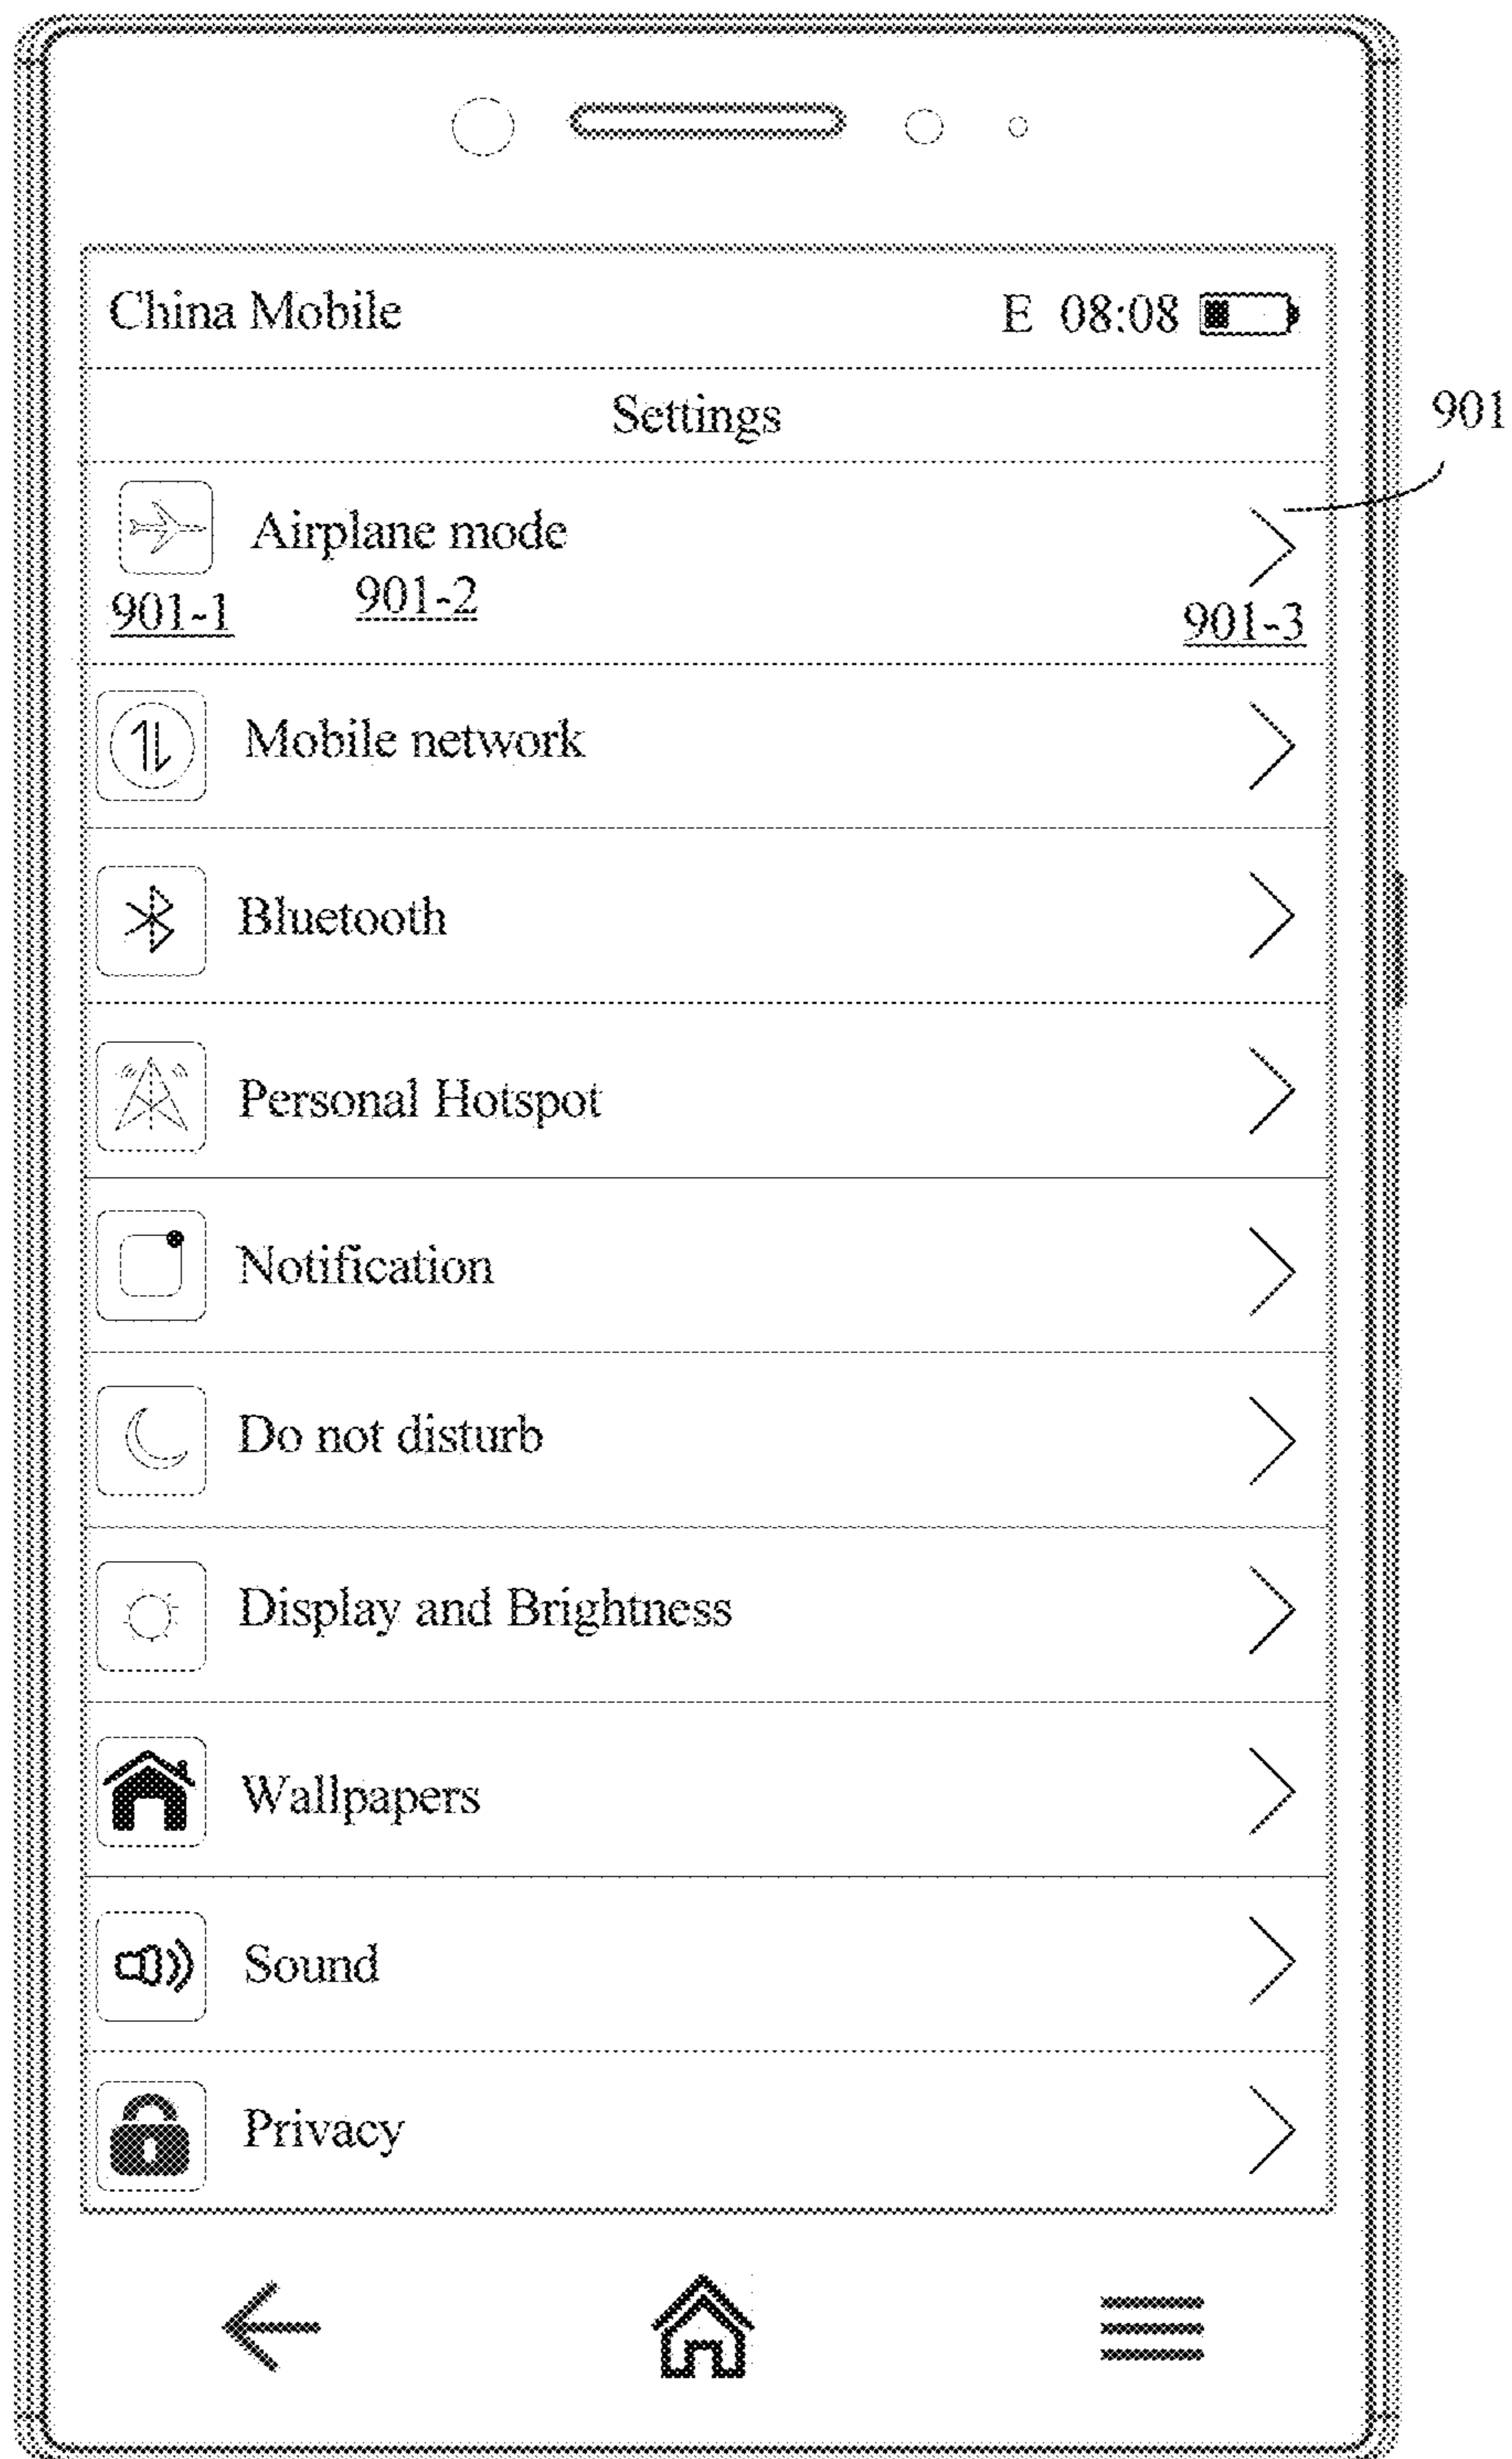 China Mobile E 08:08
Settings
901
Airplane mode
901-1 901-2 901-3
Mobile network
Bluetooth
Personal Hotspot
Notification
Do not disturb
Display and Brightness
Wallpapers
Sound
Privacy